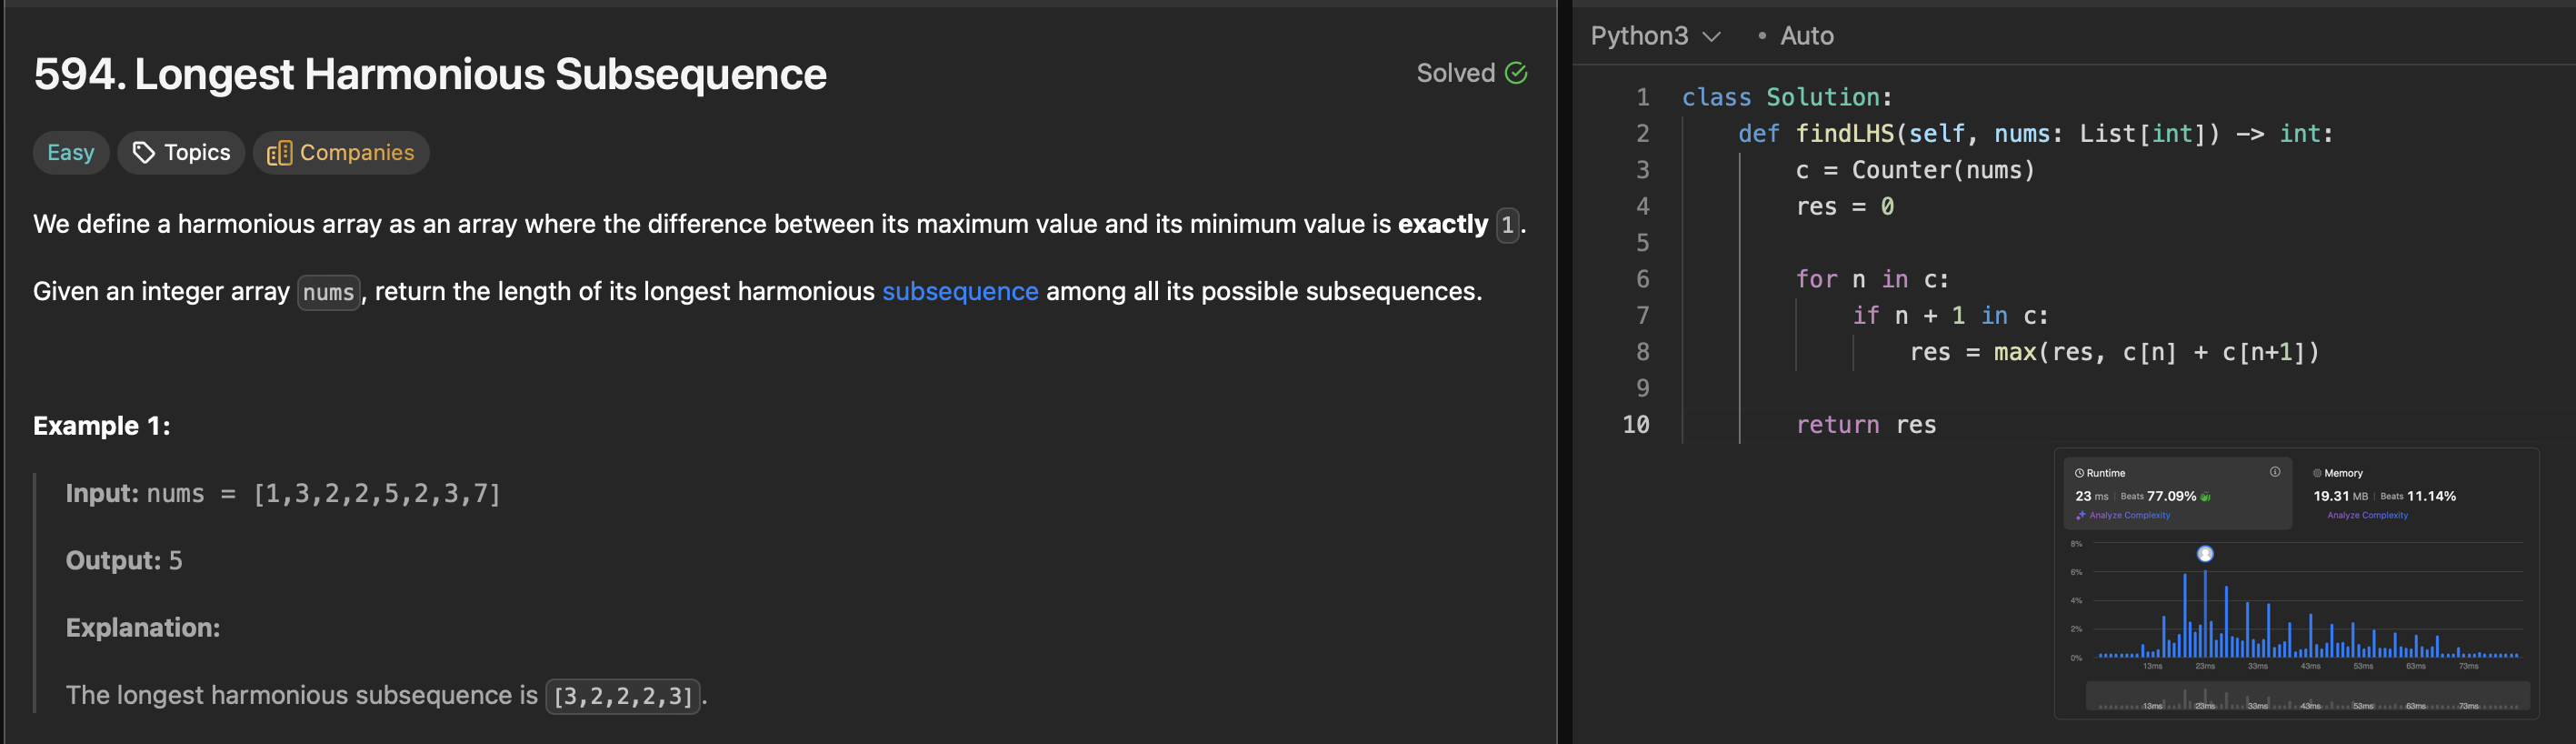 594. Longest Harmonious Subsequence
Solved
Easy
Topics
Companies
We define a harmonious array as an array where the difference between its maximum value and its minimum value is exactly 1.
Given an integer array nums, return the length of its longest harmonious subsequence among all its possible subsequences.
Example 1:
Input: nums = [1,3,2,2,5,2,3,7]
Output: 5
Explanation:
The longest harmonious subsequence is [3,2,2,2,3].
Python3 • Auto
1 class Solution:
2     def findLHS(self, nums: List[int]) -> int:
3         c = Counter(nums)
4         res = 0
5
6         for n in c:
7             if n + 1 in c:
8                 res = max(res, c[n] + c[n+1])
9
10         return res
Runtime
23 ms | Beats 77.09%
Analyze Complexity
Memory
19.31 MB | Beats 11.14%
Analyze Complexity
8%
6%
4%
2%
0%
13ms 23ms 33ms 43ms 53ms 63ms 73ms
13ms 23ms 33ms 43ms 53ms 63ms 73ms